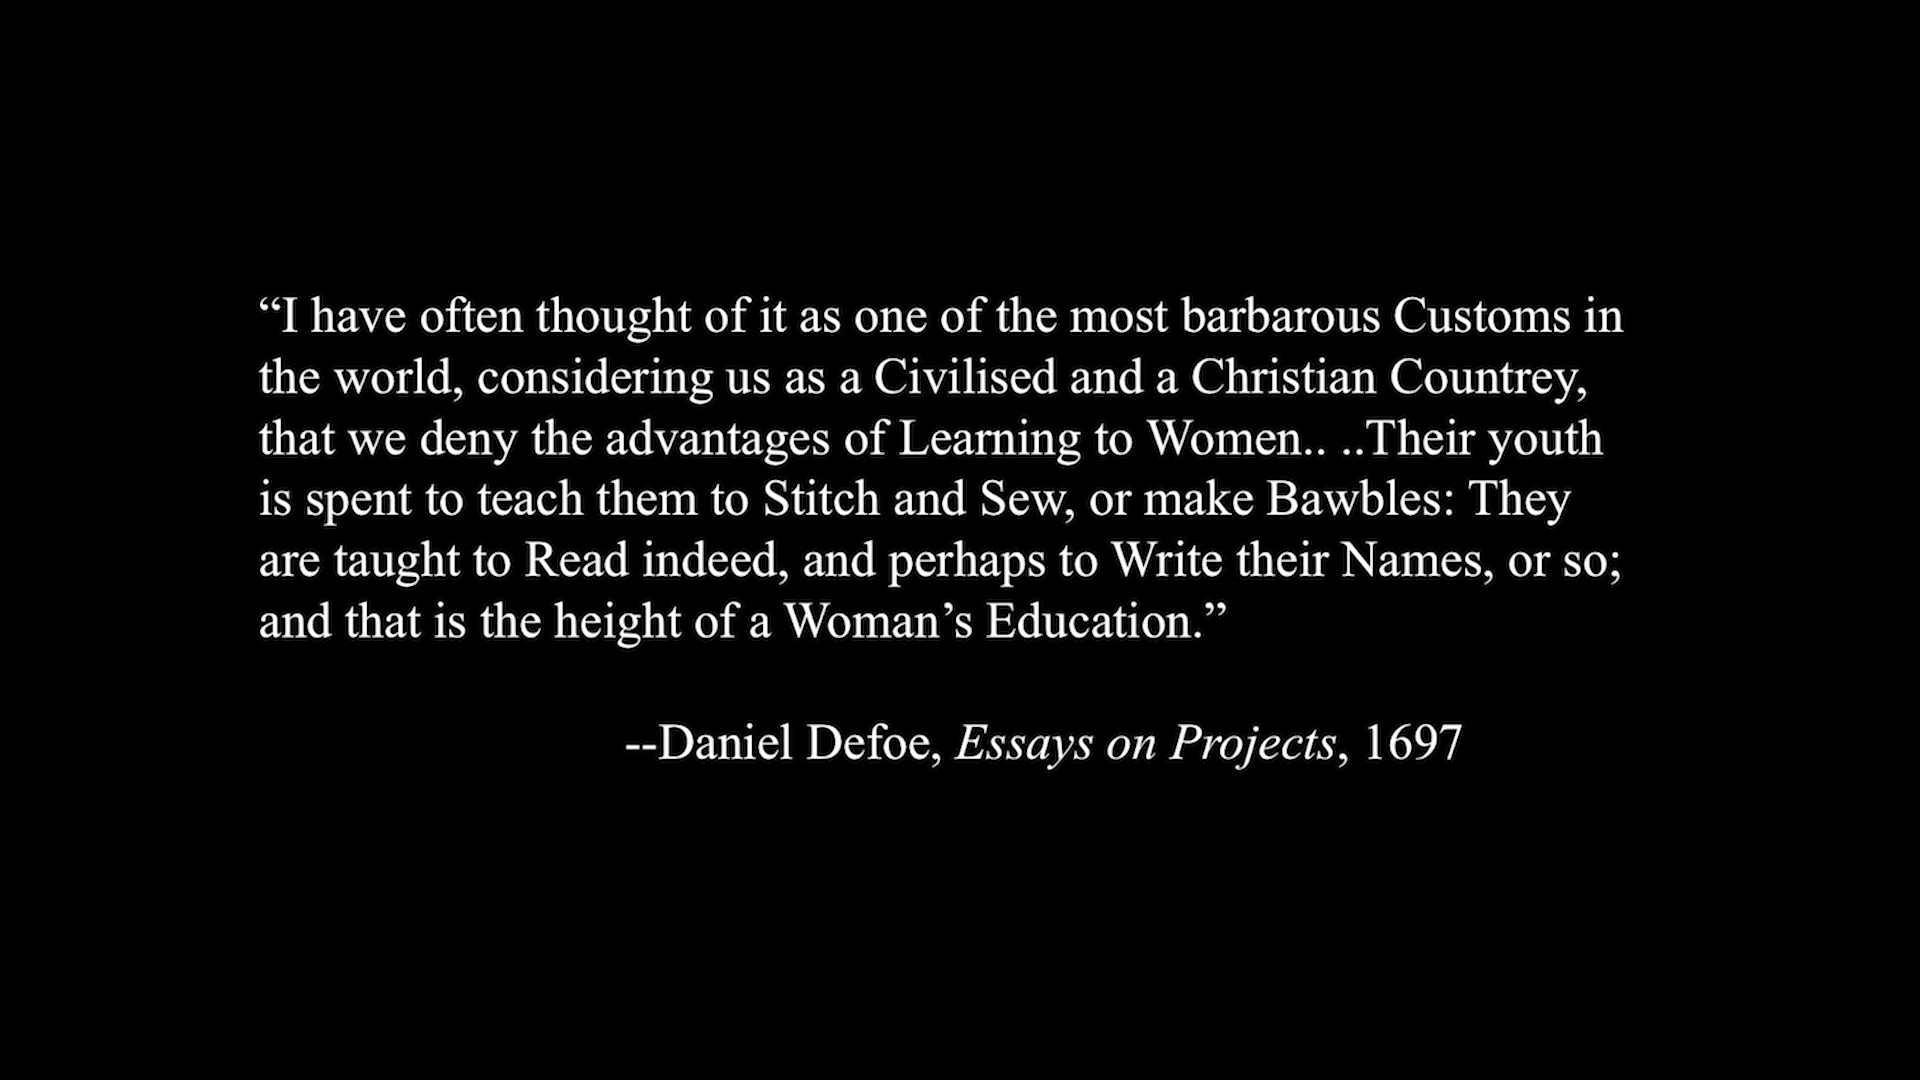 “I have often thought of it as one of the most barbarous Customs in
the world, considering us as a Civilised and a Christian Countrey,
that we deny the advantages of Learning to Women.. ..Their youth
is spent to teach them to Stitch and Sew, or make Bawbles: They
are taught to Read indeed, and perhaps to Write their Names, or so;
and that is the height of a Woman’s Education.”
--Daniel Defoe, Essays on Projects, 1697